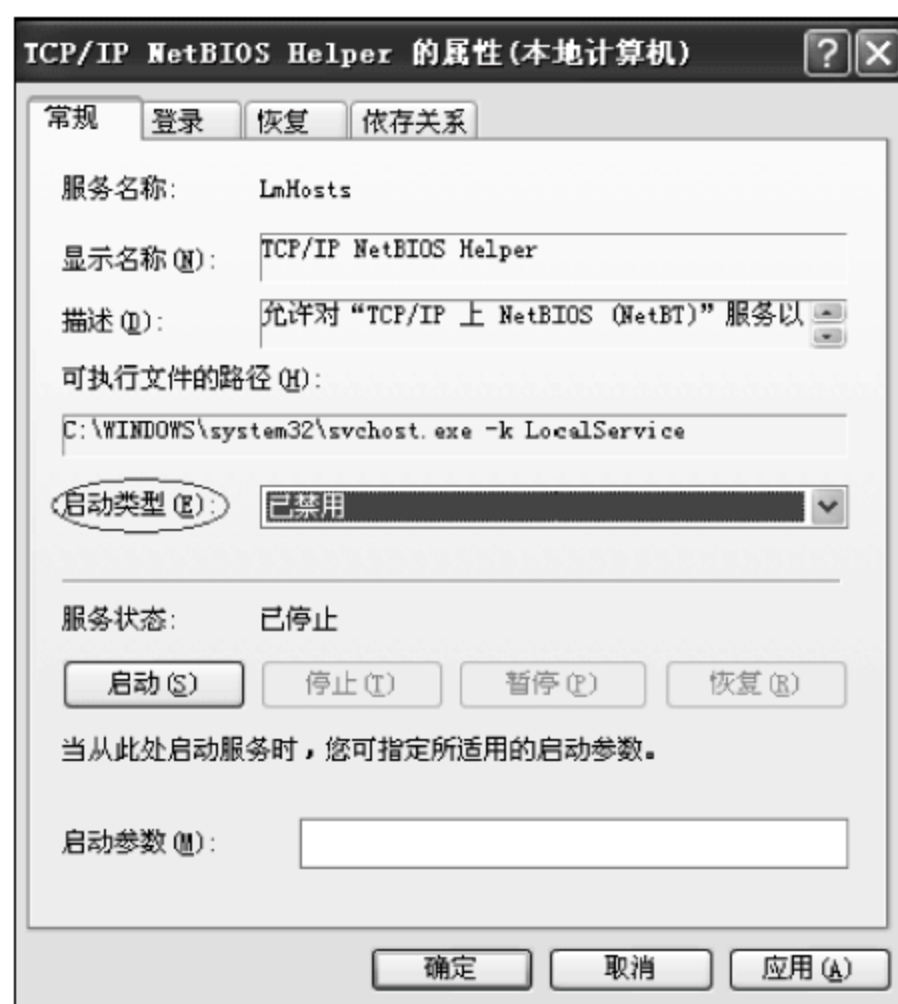 TCP/IP NetBIOS Helper 的属性(本地计算机)
常规 登录 恢复 依存关系
服务名称: LmHosts
显示名称(N): TCP/IP NetBIOS Helper
描述(D): 允许对“TCP/IP 上 NetBIOS (NetBT)”服务以
可执行文件的路径(H):
C:\WINDOWS\system32\svchost.exe -k LocalService
启动类型(E): 已禁用
服务状态: 已停止
启动(S) 停止(T) 暂停(P) 恢复(R)
当从此处启动服务时，您可指定所适用的启动参数。
启动参数(M):
确定 取消 应用(A)